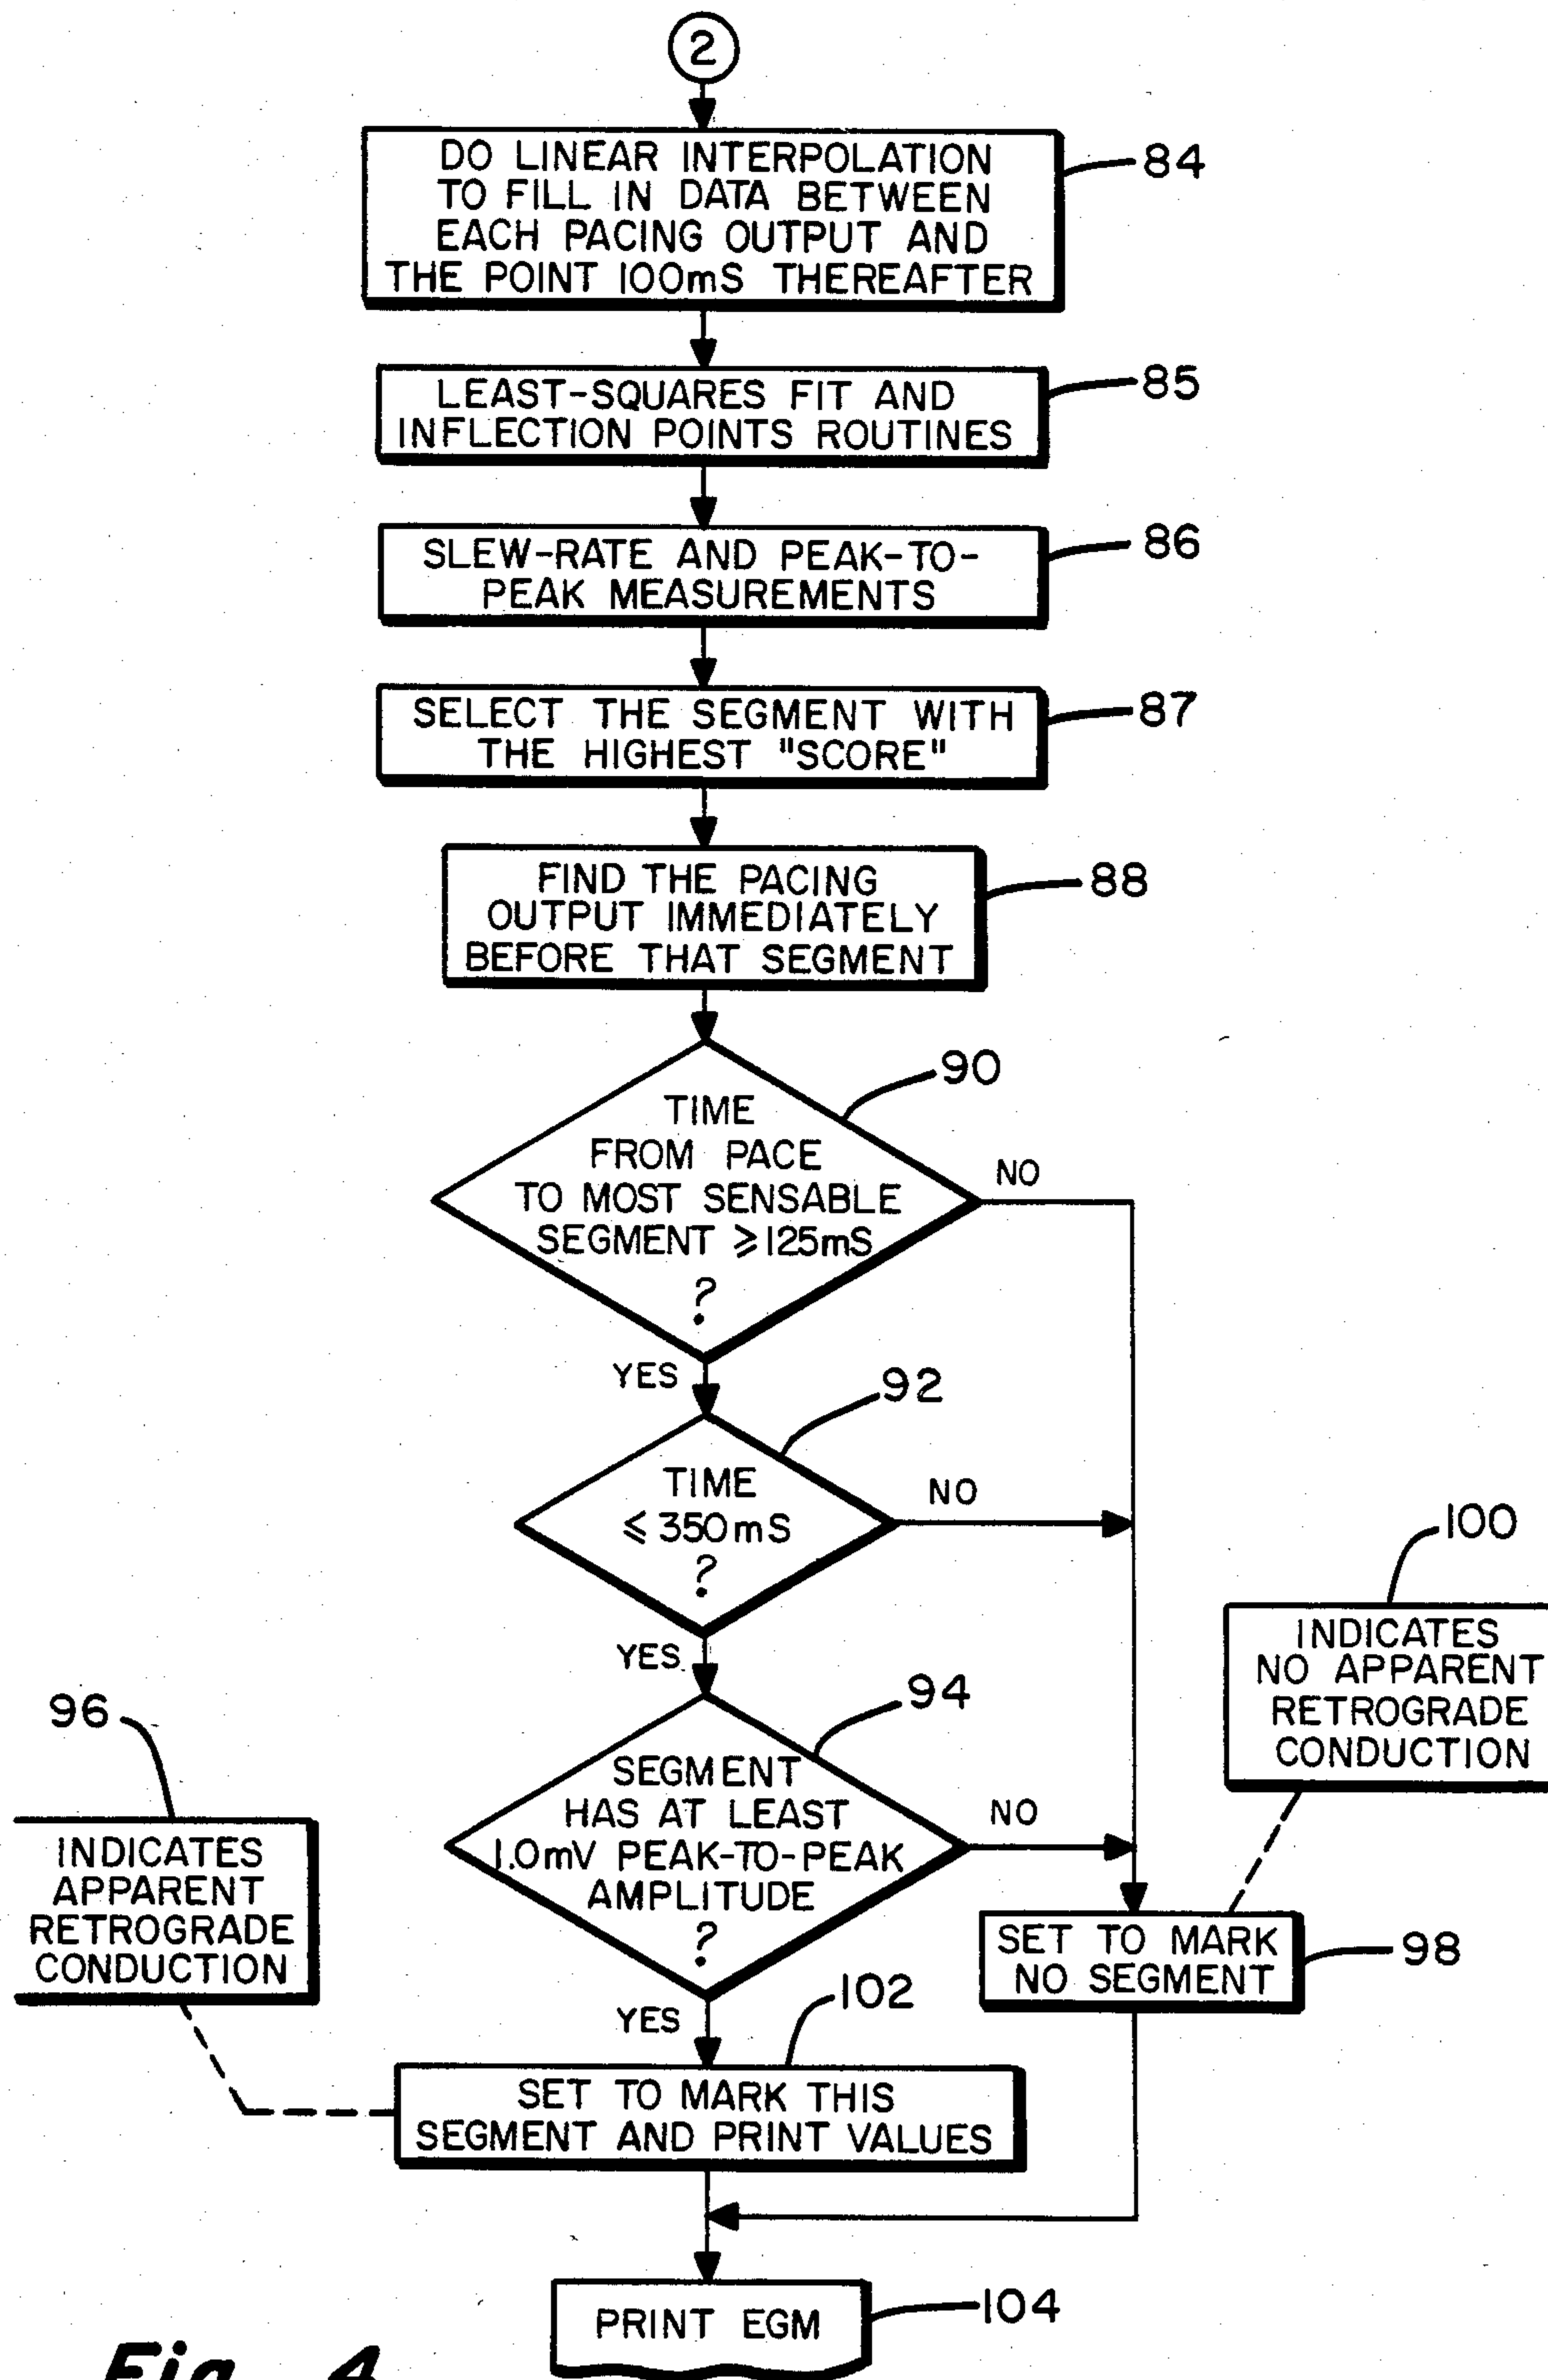 2
DO LINEAR INTERPOLATION
TO FILL IN DATA BETWEEN
EACH PACING OUTPUT AND
THE POINT 100mS THEREAFTER
84
LEAST-SQUARES FIT AND
INFLECTION POINTS ROUTINES
85
SLEW-RATE AND PEAK-TO-
PEAK MEASUREMENTS
86
SELECT THE SEGMENT WITH
THE HIGHEST "SCORE"
87
FIND THE PACING
OUTPUT IMMEDIATELY
BEFORE THAT SEGMENT
88
90
TIME
FROM PACE
TO MOST SENSABLE
SEGMENT ≥125mS
?
NO
YES
92
TIME
≤ 350mS
?
NO
YES
100
INDICATES
NO APPARENT
RETROGRADE
CONDUCTION
94
SEGMENT
HAS AT LEAST
1.0mV PEAK-TO-PEAK
AMPLITUDE
?
NO
YES
96
INDICATES
APPARENT
RETROGRADE
CONDUCTION
SET TO MARK
NO SEGMENT
98
102
SET TO MARK THIS
SEGMENT AND PRINT VALUES
PRINT EGM
104
Fig. 4